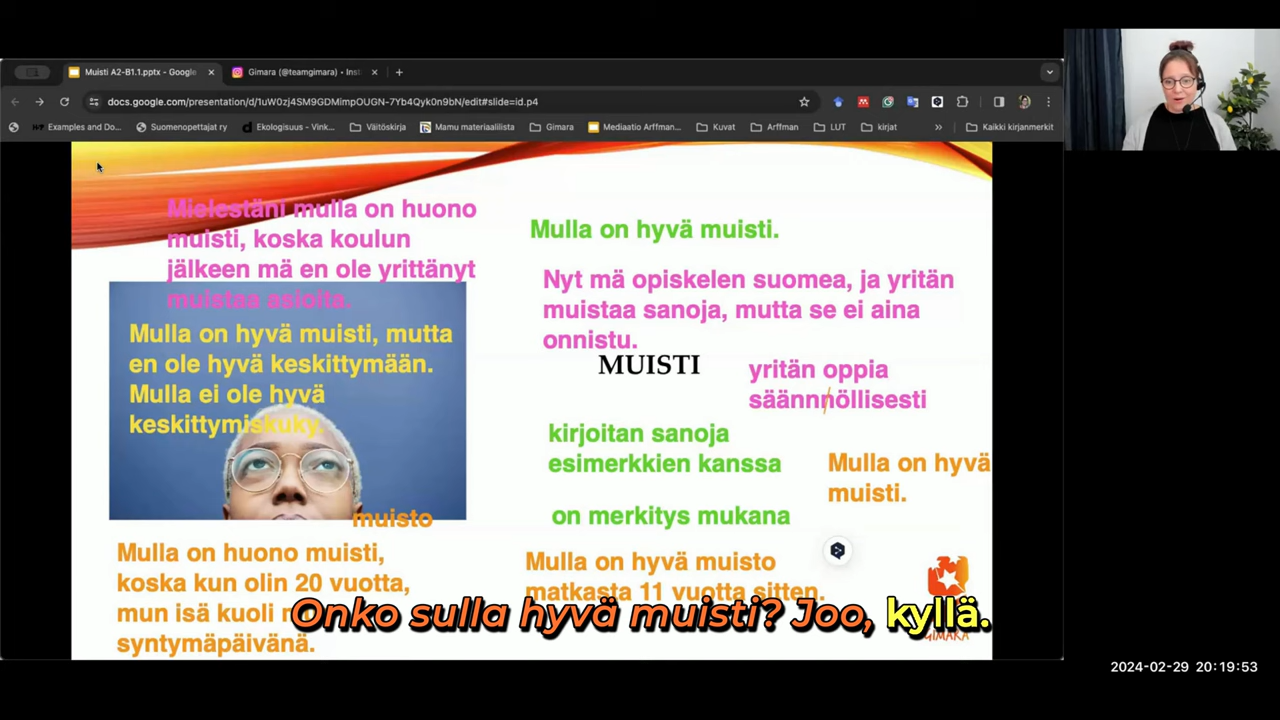 Muisti A2-B1.1.pptx - Google
Gimara (@teamgimara) • Inst
docs.google.com/presentation/d/1uW0zj4SM9GDMimpOUGN-7Yb4Qyk0n9bN/edit#slide=id.p4
Examples and Do...
Suomenopettajat ry
Ekologisuus - Vink...
Väitöskirja
Mamu materiaalilista
Gimara
Mediaatio Arffman...
Kuvat
Arffman
LUT
kirjat
»
Kaikki kirjanmerkit
Mielestäni mulla on huono
muisti, koska koulun
jälkeen mä en ole yrittänyt
muistaa asioita.
Mulla on hyvä muisti, mutta
en ole hyvä keskittymään.
Mulla ei ole hyvä
keskittymiskuky.
muisto
Mulla on huono muisti,
koska kun olin 20 vuotta,
mun isä kuoli
syntymäpäivänä.
Mulla on hyvä muisti.
Nyt mä opiskelen suomea, ja yritän
muistaa sanoja, mutta se ei aina
onnistu.
MUISTI
yritän oppia
säännnöllisesti
kirjoitan sanoja
esimerkkien kanssa
Mulla on hyvä
muisti.
on merkitys mukana
Mulla on hyvä muisto
matkasta 11 vuotta sitten.
GIMARA
Onko sulla hyvä muisti? Joo, kyllä.
2024-02-29 20:19:53